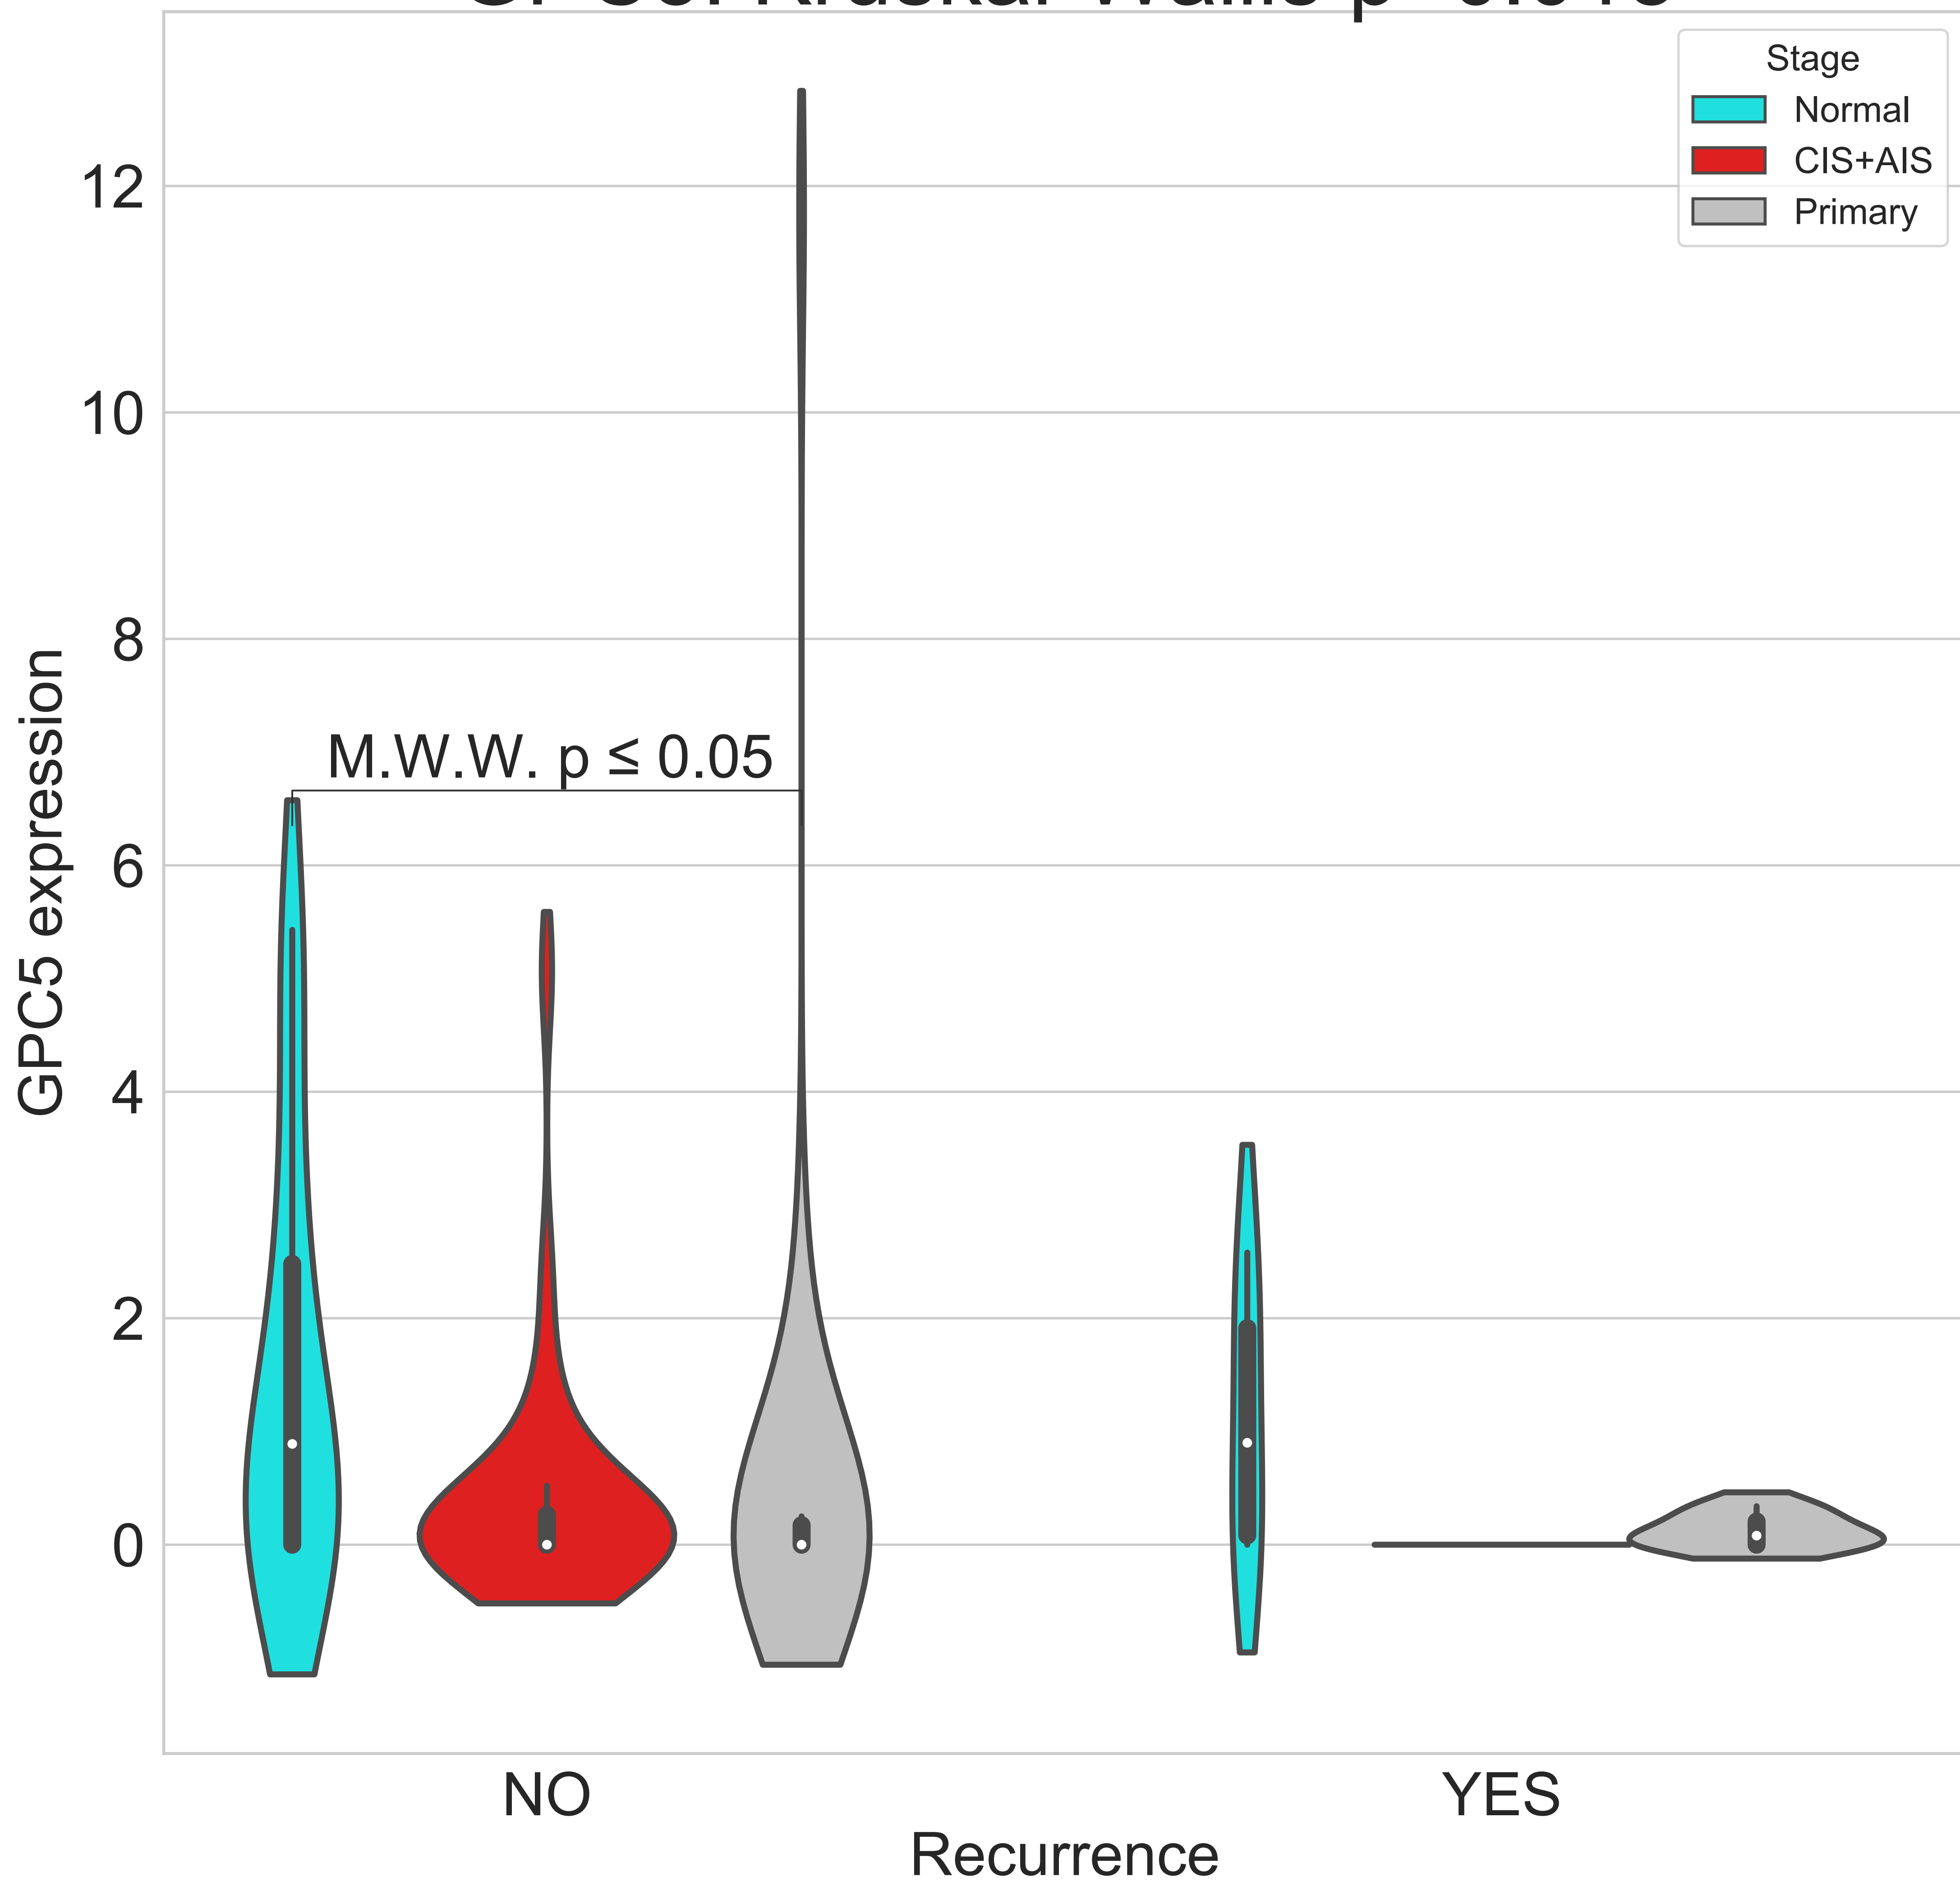 Stage
Normal
CIS+AIS
Primary
12
10
8
6
4
2
0
GPC5 expression
M.W.W. p ≤ 0.05
NO
YES
Recurrence